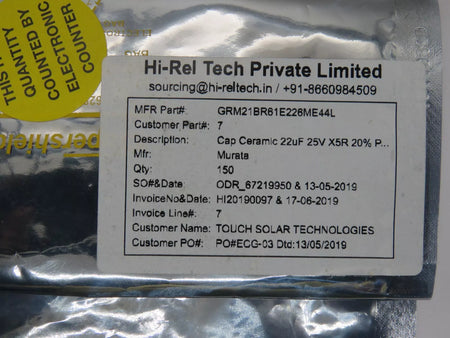 Hi-Rel Tech Private Limited
sourcing@hi-reltech.in / +91-8660984509
MFR Part#: GRM21BR61E226ME44L
Customer Part#: 7
Description: Cap Ceramic 22uF 25V X5R 20% P...
Mfr: Murata
Qty: 150
SO#&Date: ODR_67219950 & 13-05-2019
InvoiceNo&Date: HI20190097 & 17-06-2019
Invoice Line#: 7
Customer Name: TOUCH SOLAR TECHNOLOGIES
Customer PO#: PO#ECG-03 Dtd:13/05/2019
QUANTITY
COUNTED BY
ELECTRONIC
COUNTER